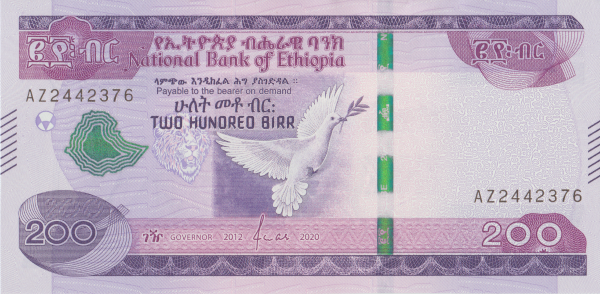 ፪፻፡ብር
የኢትዮጵያ ብሔራዊ ባንክ
፪፻፡ብር
National Bank of Ethiopia
ላምጪው እንዲከፈል ሕግ ያስገድዳል ፡፡
Payable to the bearer on demand
AZ2442376
ሁለት መቶ ብር፡
TWO HUNDRED BIRR
AZ2442376
200
ገዥ GOVERNOR 2012 2020
200